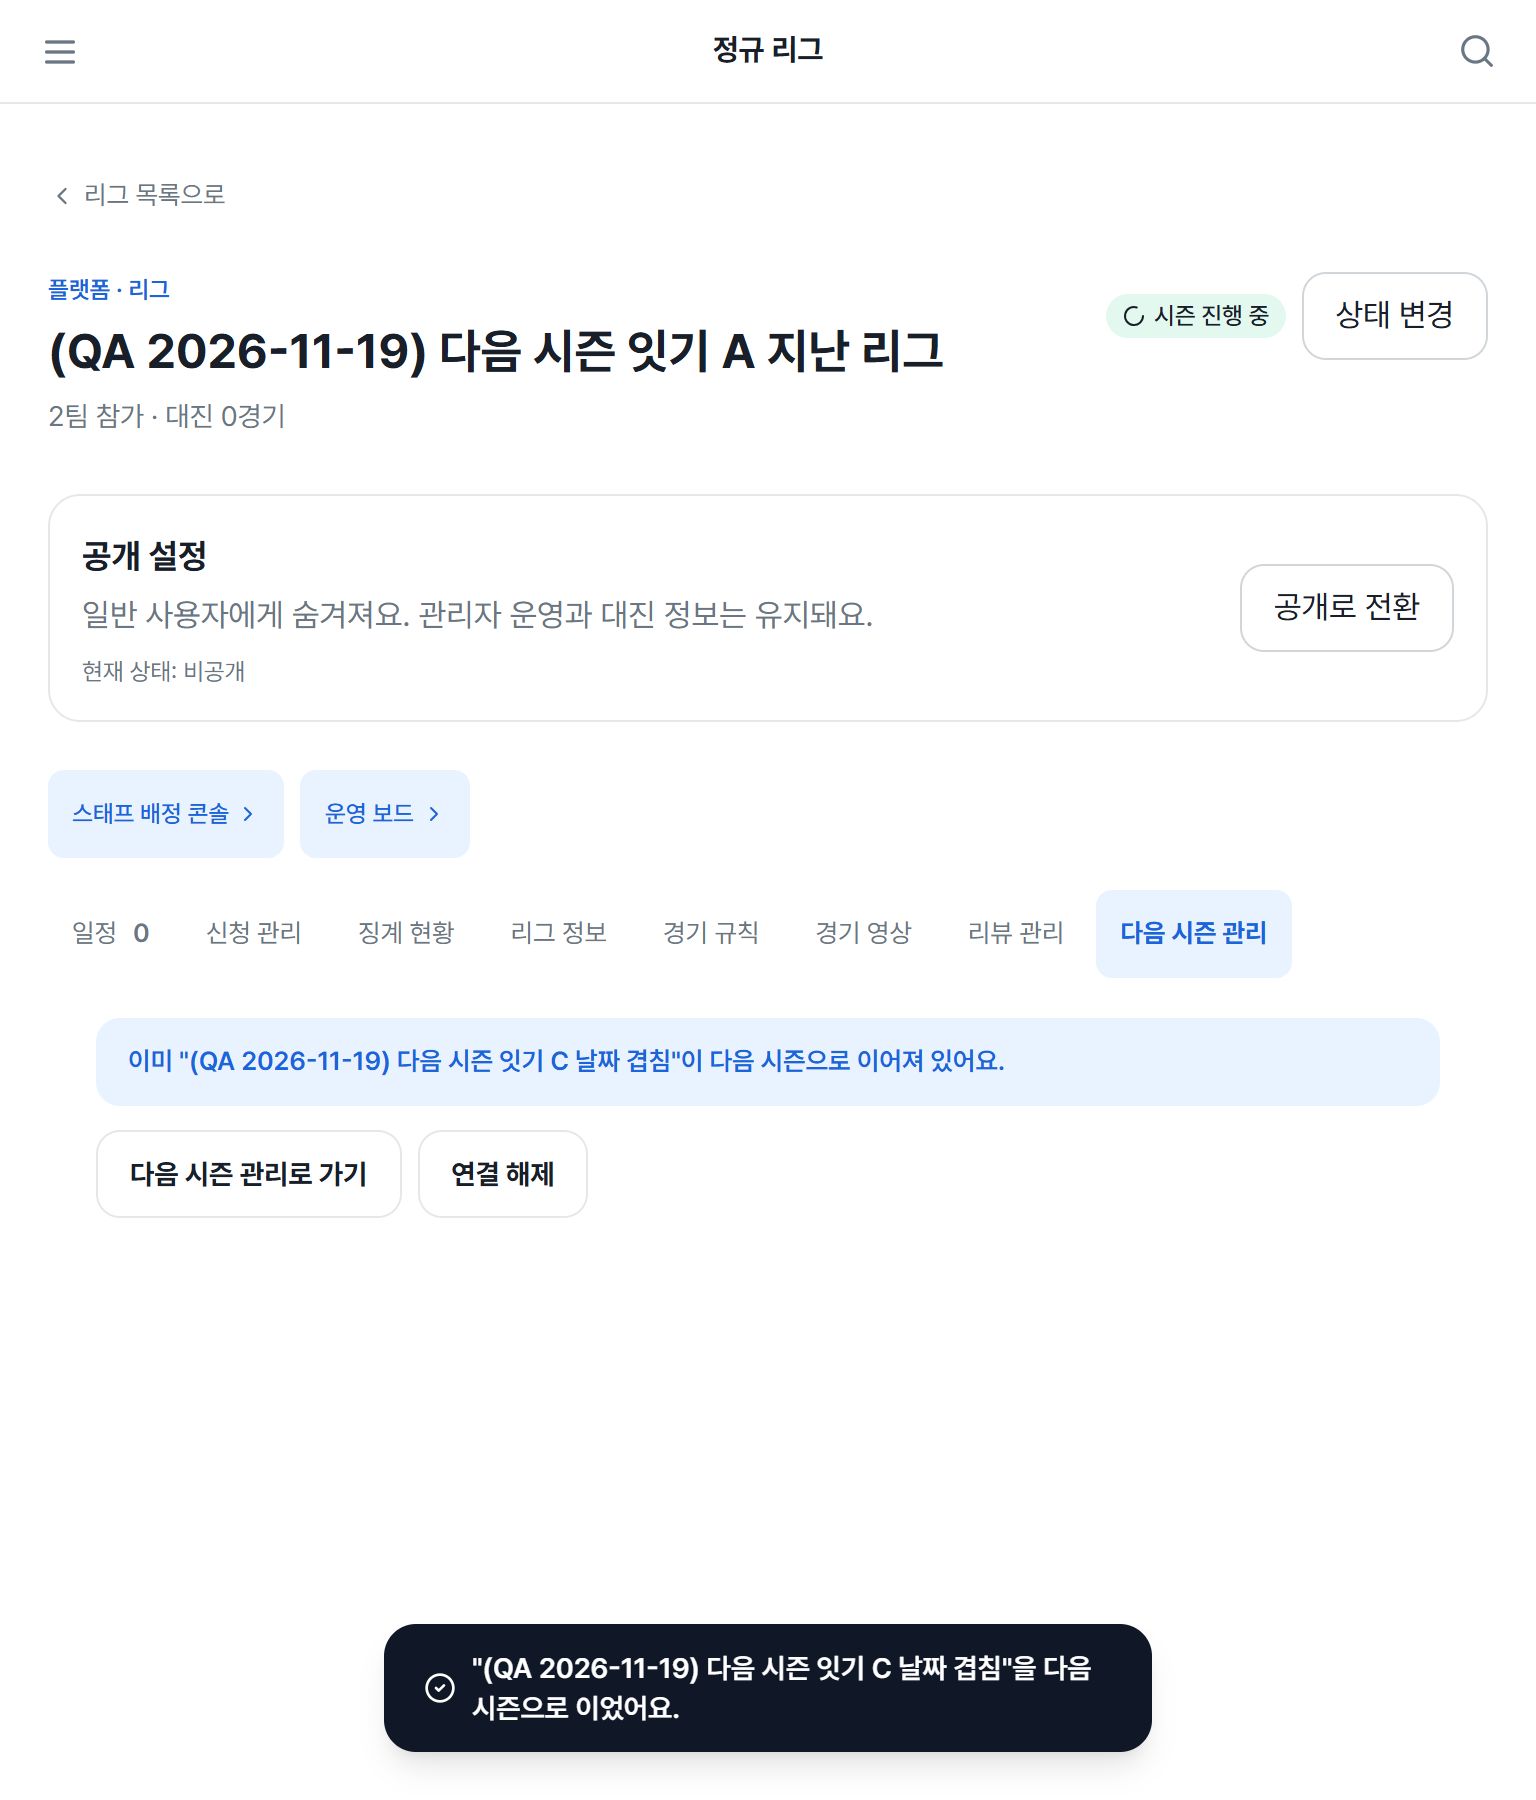 정규 리그
리그 목록으로
플랫폼 · 리그
(QA 2026-11-19) 다음 시즌 잇기 A 지난 리그
시즌 진행 중
상태 변경
2팀 참가 · 대진 0경기
공개 설정
일반 사용자에게 숨겨져요. 관리자 운영과 대진 정보는 유지돼요.
현재 상태: 비공개
공개로 전환
스태프 배정 콘솔
운영 보드
일정 0 신청 관리 징계 현황 리그 정보 경기 규칙 경기 영상 리뷰 관리 다음 시즌 관리
이미 "(QA 2026-11-19) 다음 시즌 잇기 C 날짜 겹침"이 다음 시즌으로 이어져 있어요.
다음 시즌 관리로 가기
연결 해제
"(QA 2026-11-19) 다음 시즌 잇기 C 날짜 겹침"을 다음
시즌으로 이었어요.